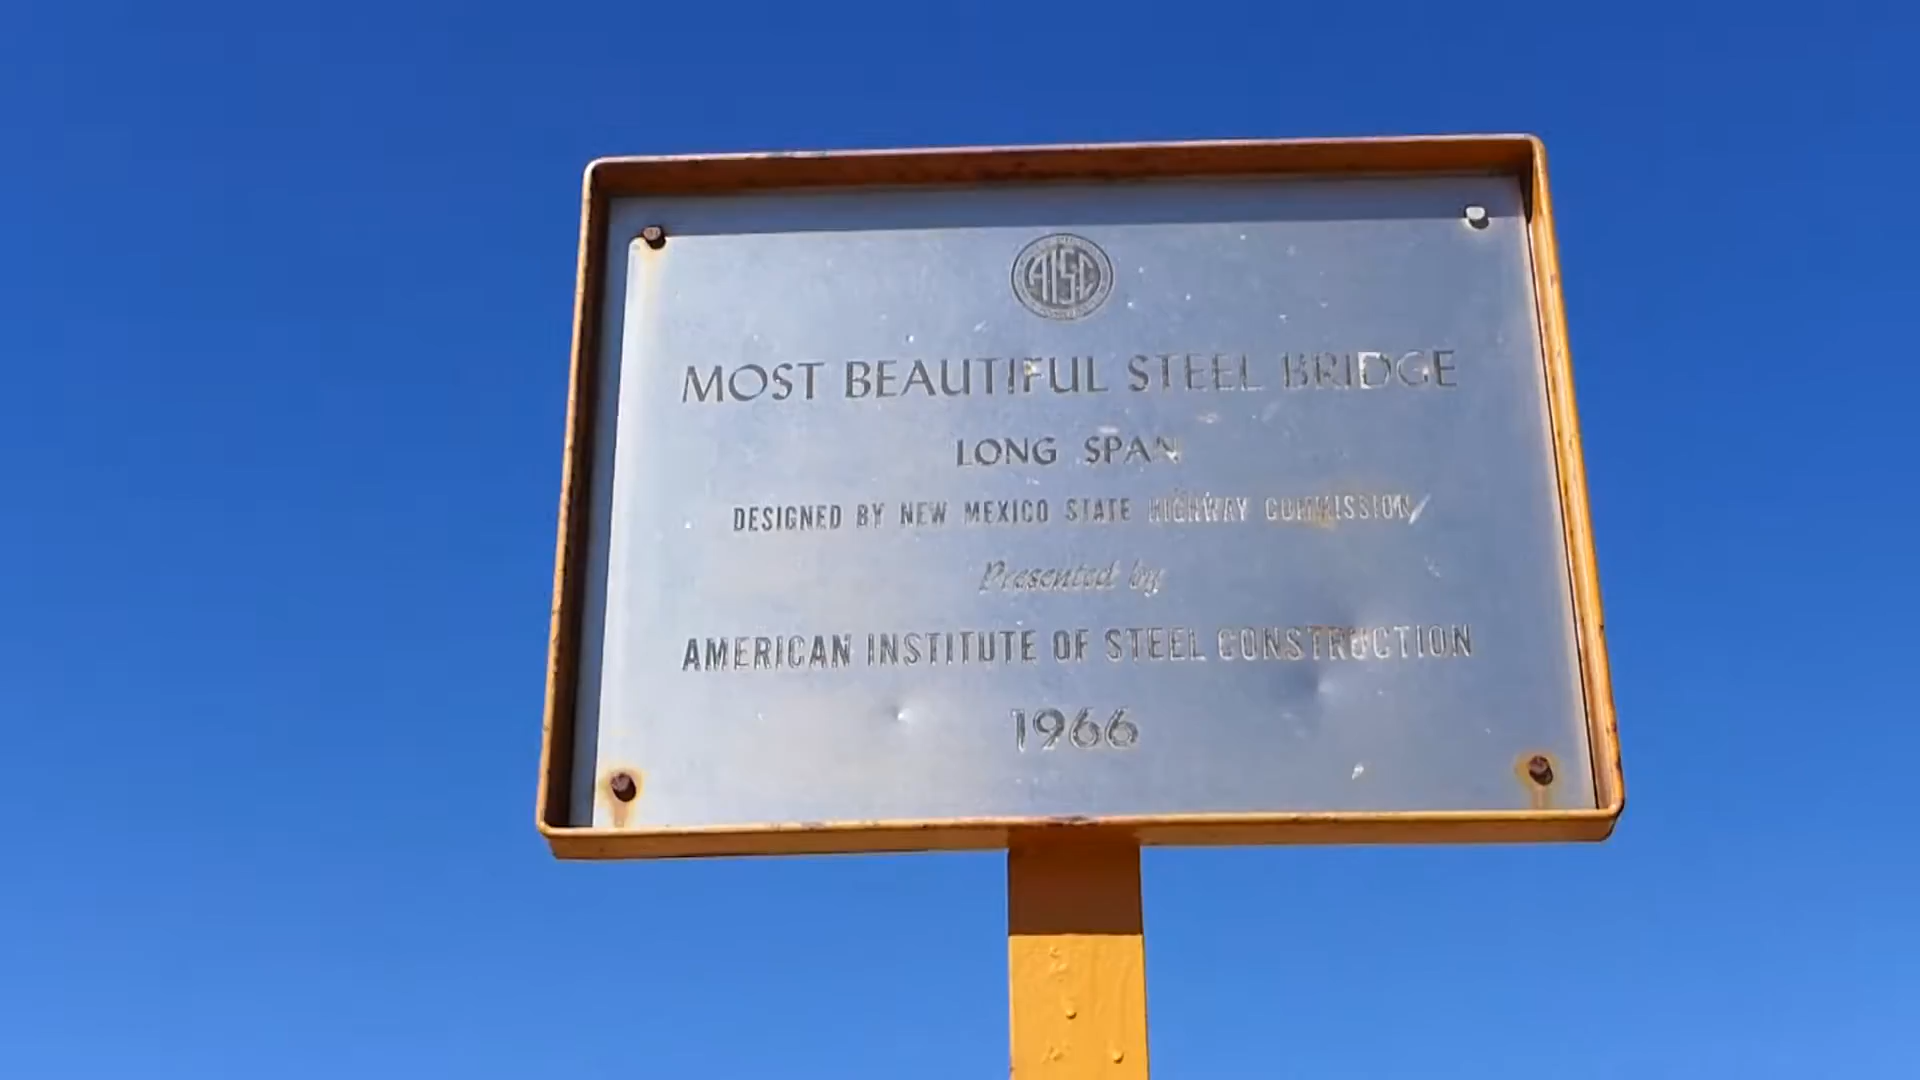 AISC
MOST BEAUTIFUL STEEL BRIDGE
LONG SPAN
DESIGNED BY NEW MEXICO STATE HIGHWAY COMMISSION
Presented by
AMERICAN INSTITUTE OF STEEL CONSTRUCTION
1966